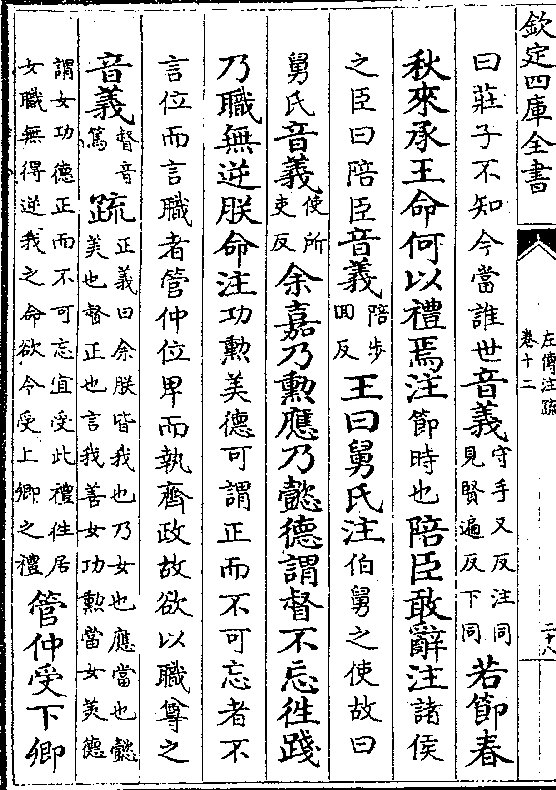 欽定四庫全書
左傳注疏
卷十二
二十八
曰莊子不知今當誰世音義守手又反注同見賢遍反下同若節春
秋來承王命何以禮焉注節時也陪臣敢辭注諸侯
之臣曰陪臣音義陪步回反王曰舅氏注伯舅之使故曰
舅氏音義使所吏反余嘉乃勲應乃懿德謂督不忘徃踐
乃職無逆朕命注功勲美德可謂正而不可忘者不
言位而言職者管仲位卑而執齊政故欲以職尊之
音義督音篤疏正義曰余朕皆我也乃女也應當也懿美也督正也言我善女功勲當女美德
謂女功德正而不可忘宜受此禮徃居女職無得逆我之命欲令受上卿之禮管仲受下卿